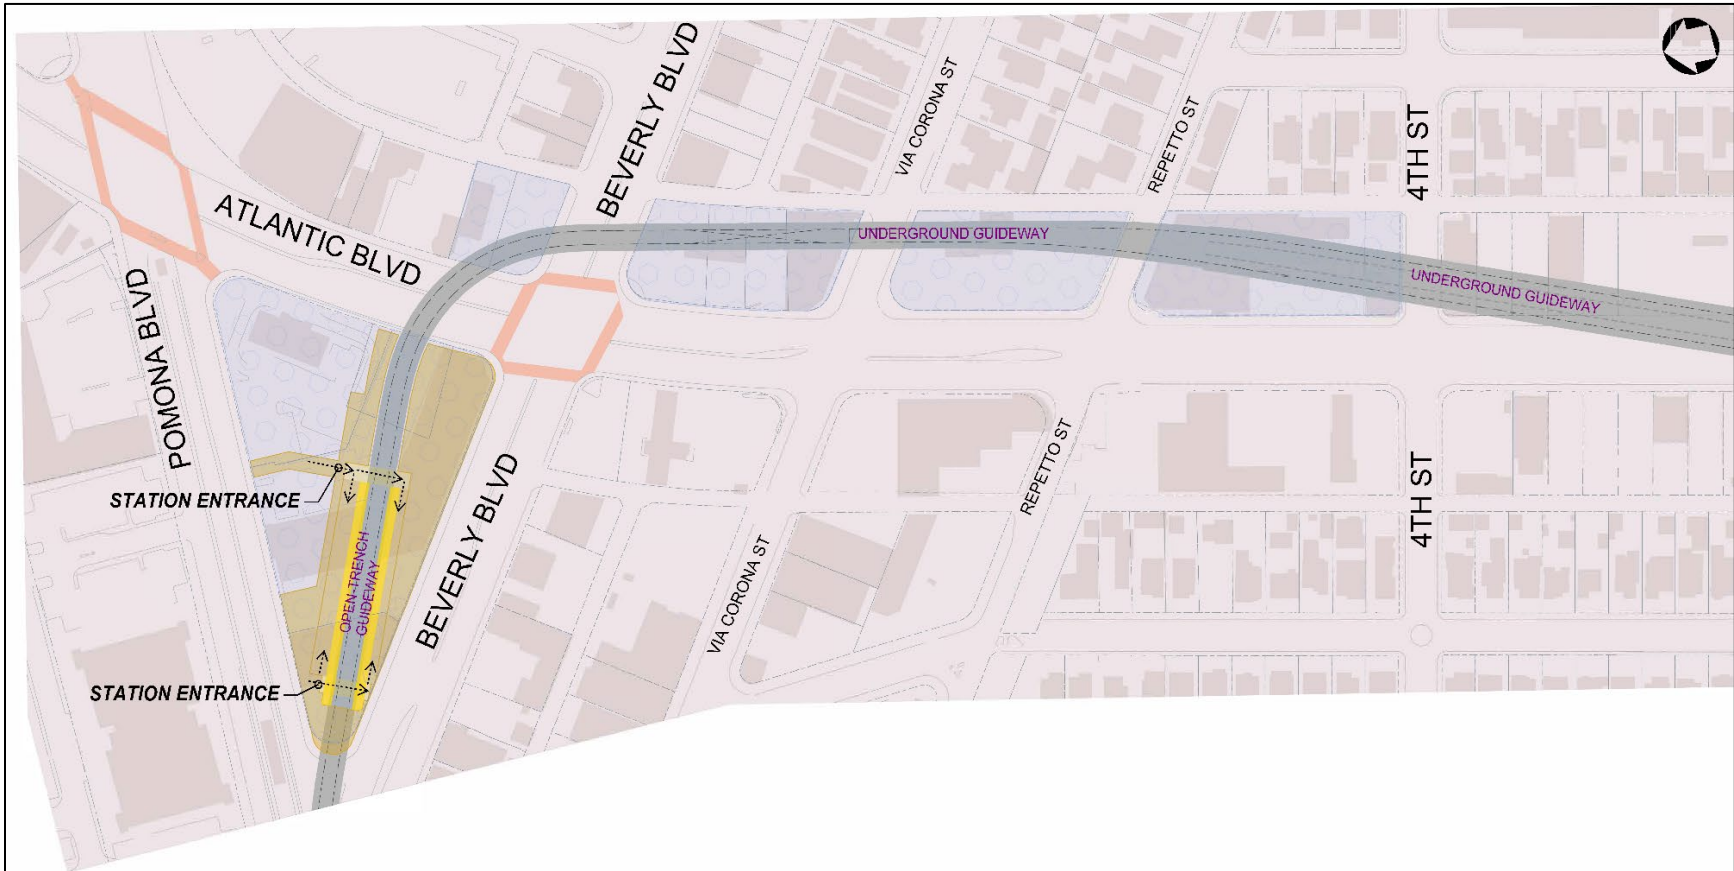 BEVERLY BLVD
VIA CORONA ST
REPETTO ST
4TH ST
ATLANTIC BLVD
UNDERGROUND GUIDEWAY
UNDERGROUND GUIDEWAY
POMONA BLVD
STATION ENTRANCE
OPEN-TRENCH
GUIDEWAY
BEVERLY BLVD
REPETTO ST
4TH ST
VIA CORONA ST
STATION ENTRANCE